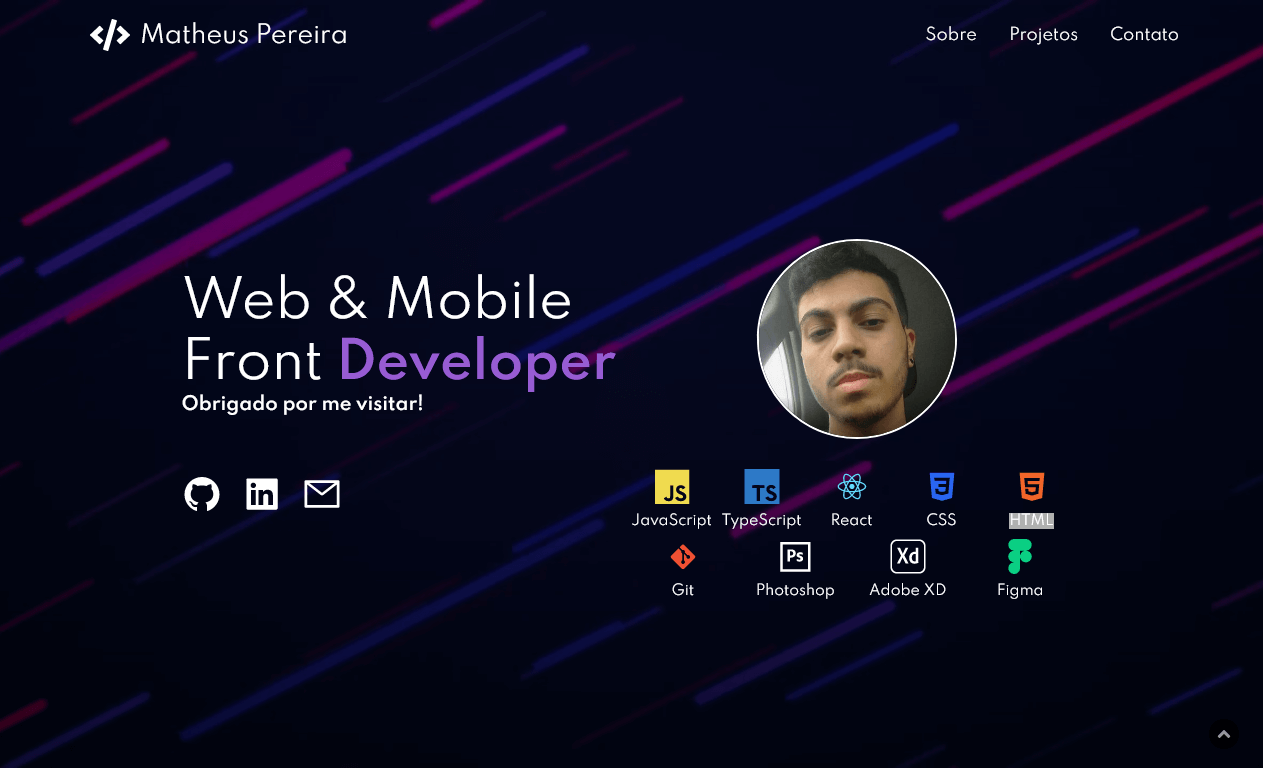 </> Matheus Pereira
Sobre Projetos Contato
Web & Mobile
Front Developer
Obrigado por me visitar!
in
JS TS
JavaScript TypeScript React CSS HTML
Ps Xd
Git Photoshop Adobe XD Figma